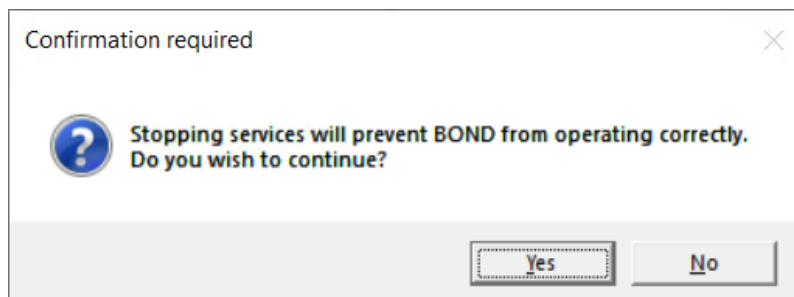 Confirmation required
Stopping services will prevent BOND from operating correctly.
Do you wish to continue?
Yes
No